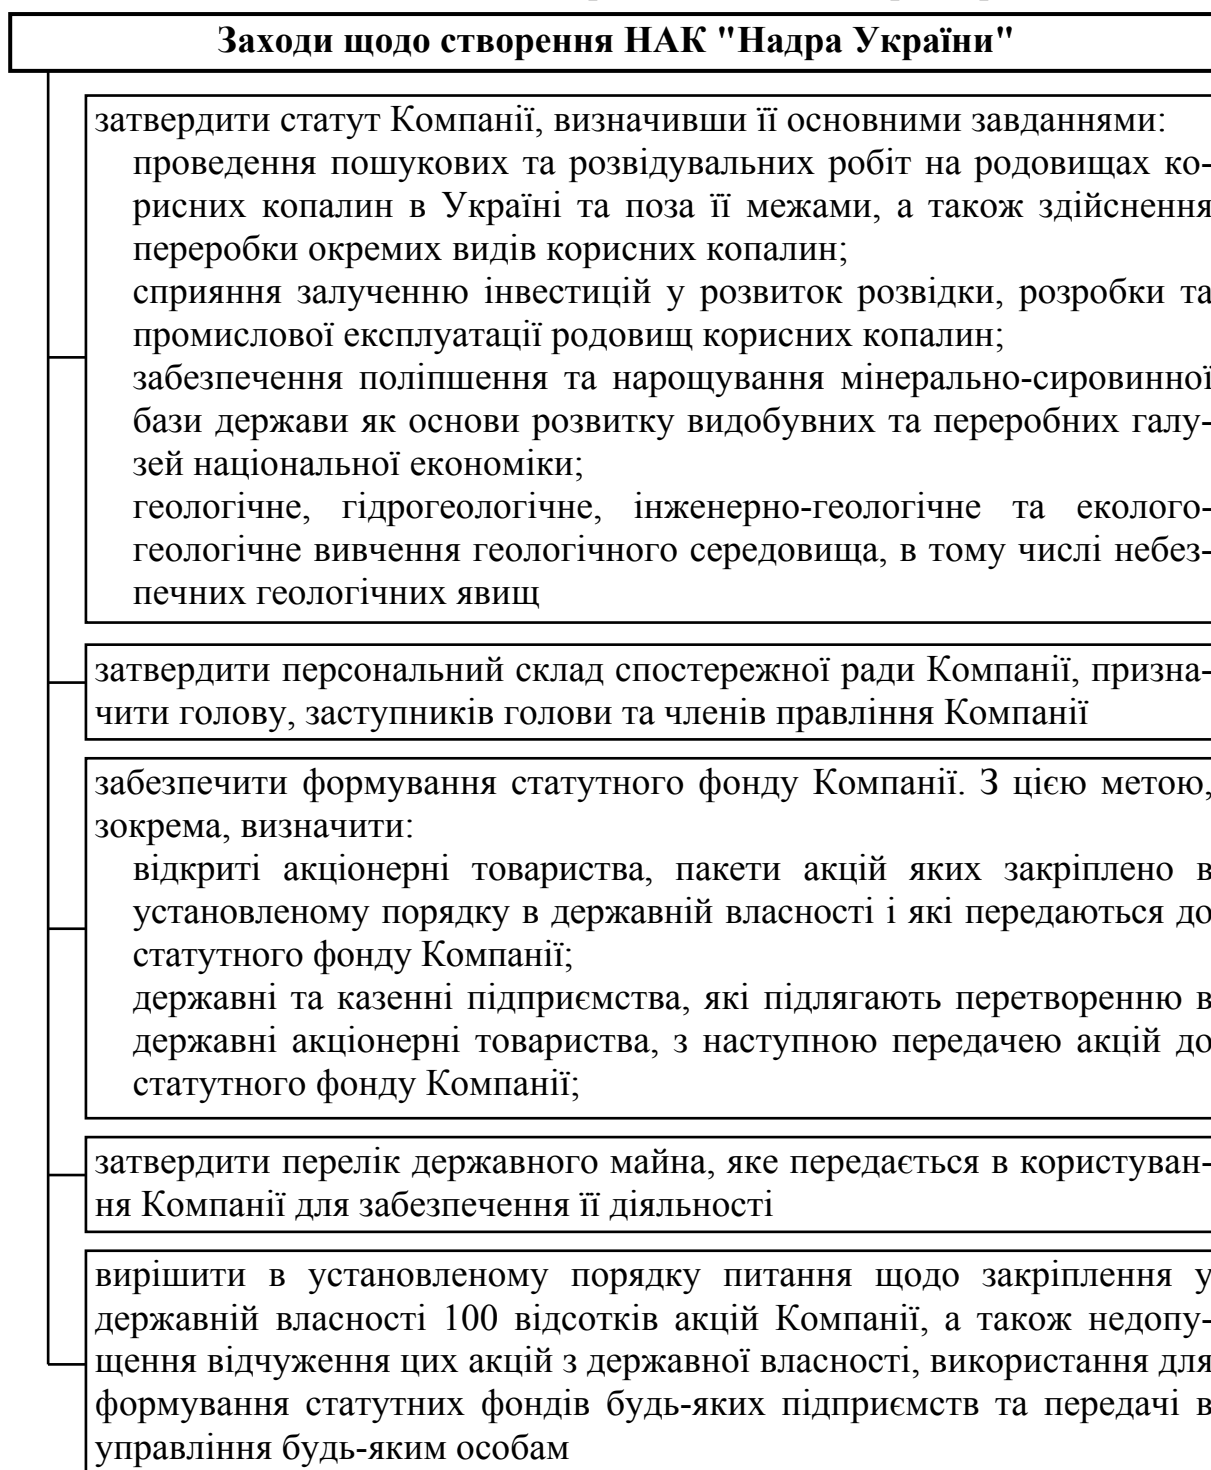 Заходи щодо створення НАК "Надра України"
затвердити статут Компанії, визначивши її основними завданнями:
проведення пошукових та розвідувальних робіт на родовищах ко-
рисних копалин в Україні та поза її межами, а також здійснення
переробки окремих видів корисних копалин;
сприяння залученню інвестицій у розвиток розвідки, розробки та
промислової експлуатації родовищ корисних копалин;
забезпечення поліпшення та нарощування мінерально-сировинної
бази держави як основи розвитку видобувних та переробних галу-
зей національної економіки;
геологічне, гідрогеологічне, інженерно-геологічне та еколого-
геологічне вивчення геологічного середовища, в тому числі небез-
печних геологічних явищ
затвердити персональний склад спостережної ради Компанії, призна-
чити голову, заступників голови та членів правління Компанії
забезпечити формування статутного фонду Компанії. З цією метою,
зокрема, визначити:
відкриті акціонерні товариства, пакети акцій яких закріплено в
установленому порядку в державній власності і які передаються до
статутного фонду Компанії;
державні та казенні підприємства, які підлягають перетворенню в
державні акціонерні товариства, з наступною передачею акцій до
статутного фонду Компанії;
затвердити перелік державного майна, яке передається в користуван-
ня Компанії для забезпечення її діяльності
вирішити в установленому порядку питання щодо закріплення у
державній власності 100 відсотків акцій Компанії, а також недопу-
щення відчуження цих акцій з державної власності, використання для
формування статутних фондів будь-яких підприємств та передачі в
управління будь-яким особам